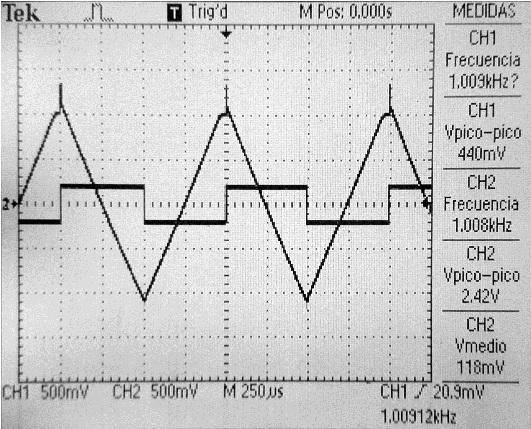 Tek T Trig'd M Pos: 0.000s MEDIDAS
CH1
Frecuencia
1.009kHz?
CH1
Vpico-pico
440mV
CH2
Frecuencia
1.008kHz
CH2
Vpico-pico
2.42V
CH2
Vmedio
118mV
2
CH1 500mV CH2 500mV M 250µs CH1 20.9mV
1.00912kHz